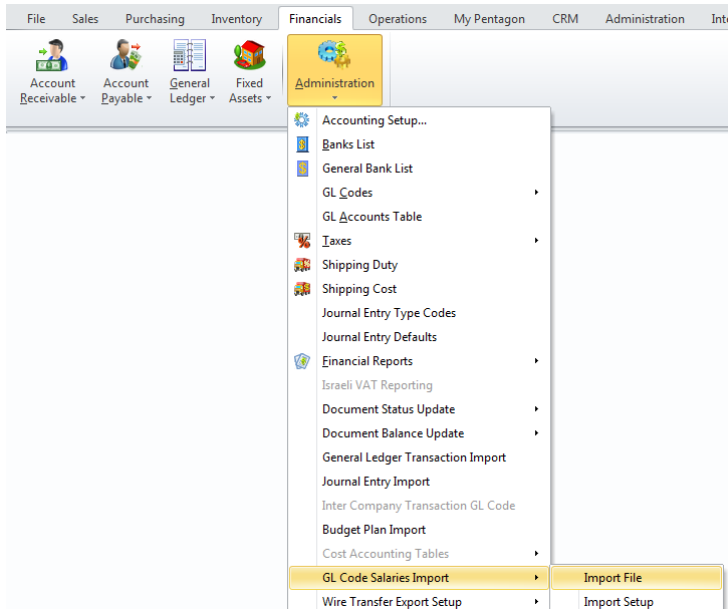 File Sales Purchasing Inventory Financials Operations My Pentagon CRM Administration
Account Receivable
Account Payable
General Ledger
Fixed Assets
Administration
Accounting Setup...
Banks List
General Bank List
GL Codes
GL Accounts Table
Taxes
Shipping Duty
Shipping Cost
Journal Entry Type Codes
Journal Entry Defaults
Financial Reports
Israeli VAT Reporting
Document Status Update
Document Balance Update
General Ledger Transaction Import
Journal Entry Import
Inter Company Transaction GL Code
Budget Plan Import
Cost Accounting Tables
GL Code Salaries Import Import File
Wire Transfer Export Setup Import Setup